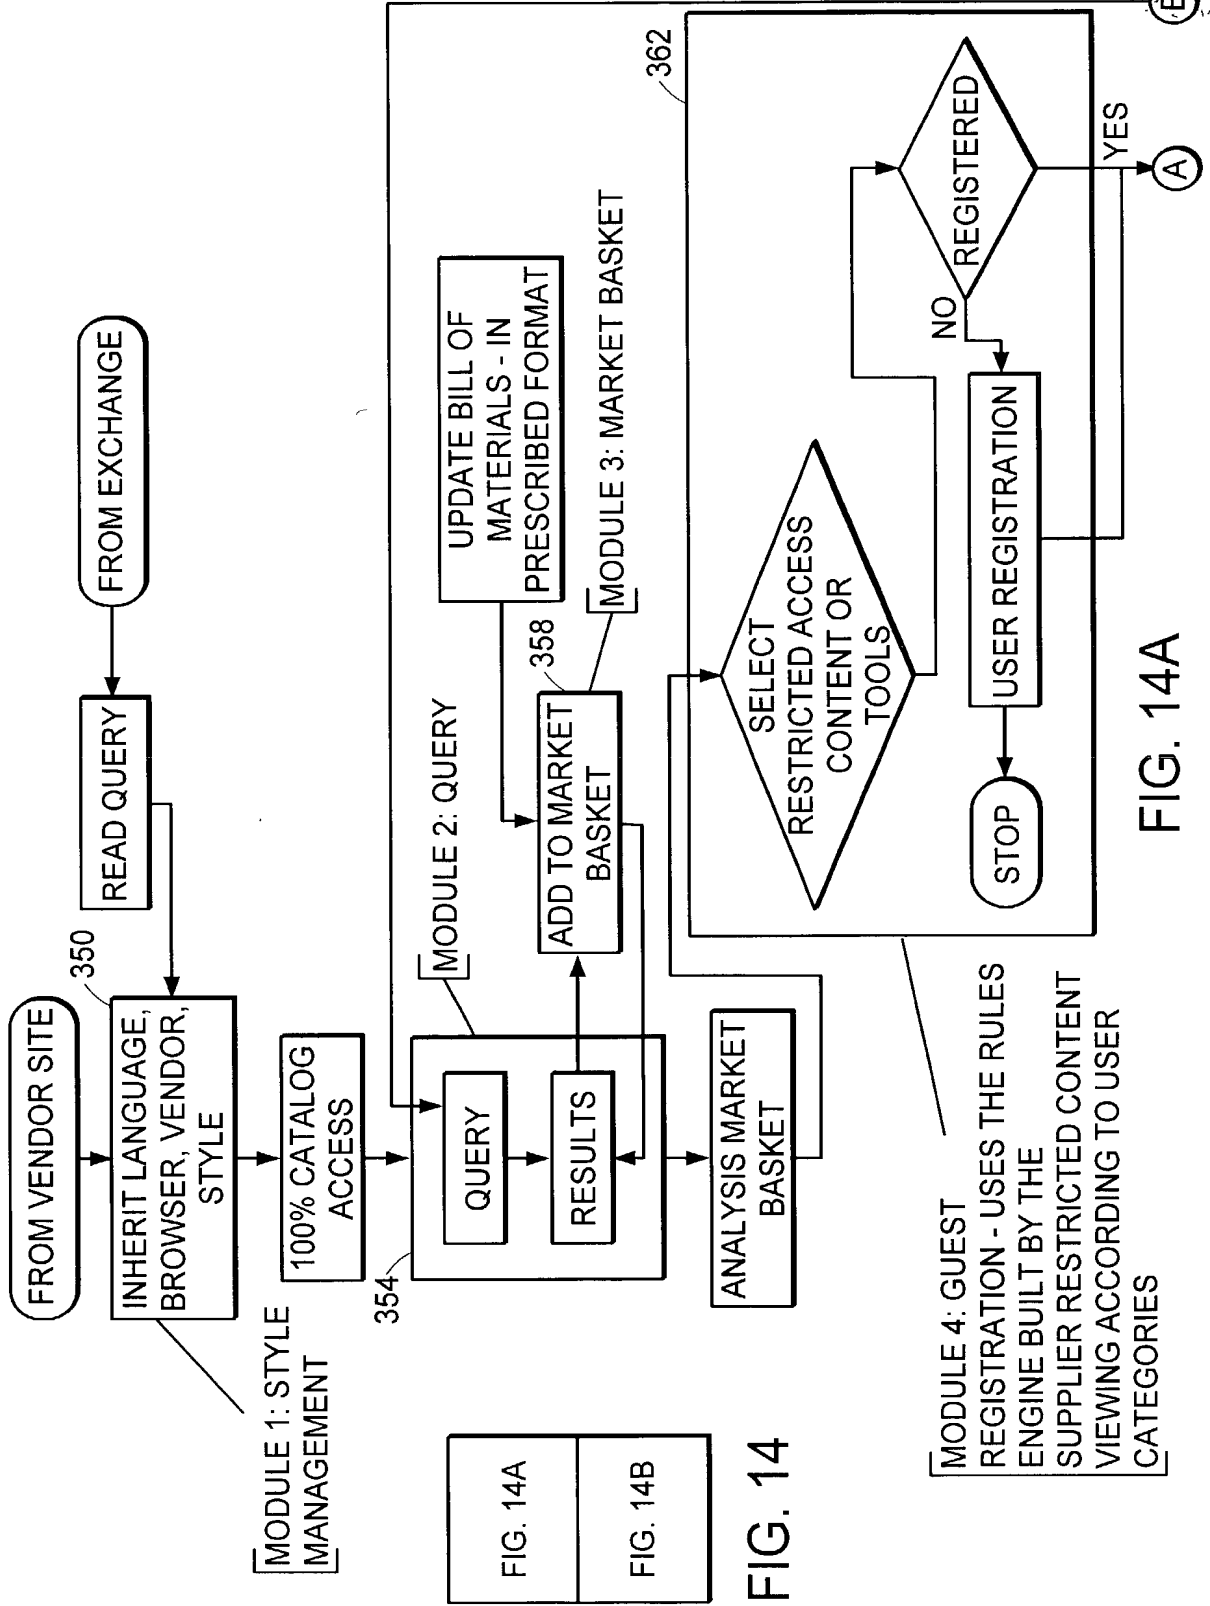 FROM VENDOR SITE
350
INHERIT LANGUAGE,
BROWSER, VENDOR,
STYLE
READ QUERY
FROM EXCHANGE
[MODULE 1: STYLE
MANAGEMENT
100% CATALOG
ACCESS
354
QUERY
RESULTS
[MODULE 2: QUERY
UPDATE BILL OF
MATERIALS - IN
PRESCRIBED FORMAT
358
ADD TO MARKET
BASKET
[MODULE 3: MARKET BASKET
ANALYSIS MARKET
BASKET
362
SELECT
RESTRICTED ACCESS
CONTENT OR
TOOLS
REGISTERED
NO
YES
USER REGISTRATION
STOP
A
B
MODULE 4: GUEST
REGISTRATION - USES THE RULES
ENGINE BUILT BY THE
SUPPLIER RESTRICTED CONTENT
VIEWING ACCORDING TO USER
CATEGORIES
FIG. 14A
FIG. 14A
FIG. 14B
FIG. 14